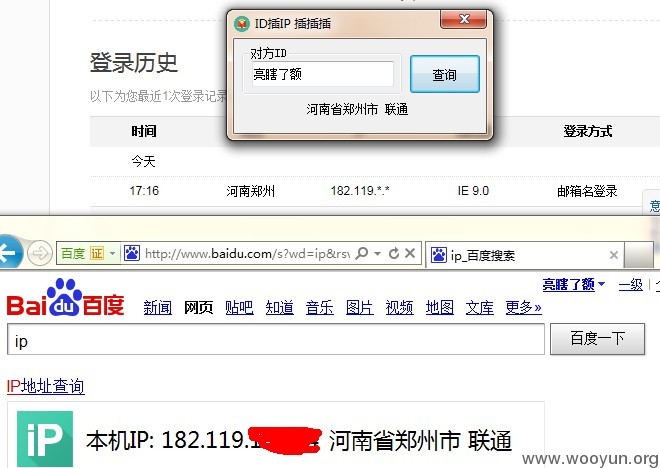 ID插IP 插插插
对方ID
亮瞎了额
查询
河南省郑州市 联通
登录历史
以下为您最近1次登录记录
时间 登录方式
今天
17:16 河南郑州 182.119.*.* IE 9.0 邮箱名登录
意
百度 证 http://www.baidu.com/s?wd=ip&rsv ip_百度搜索
亮瞎了额 一级
Bai du 百度 新闻 网页 贴吧 知道 音乐 图片 视频 地图 文库 更多»
ip 百度一下
IP地址查询
iP 本机IP: 182.119.1 河南省郑州市 联通
www.wooyun.org